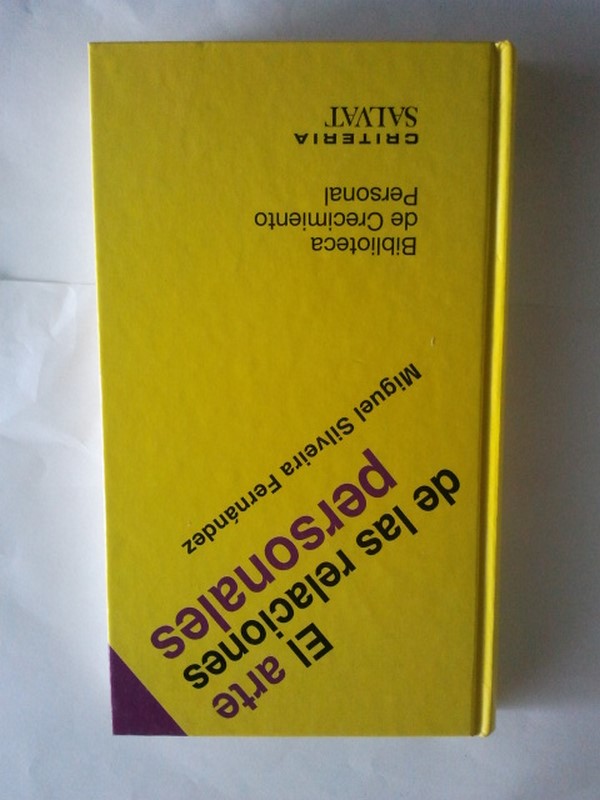 El arte
de las relaciones
personales
Miguel Silveira Fernández
Biblioteca
de Crecimiento
Personal
CRITERIA
SALVAT